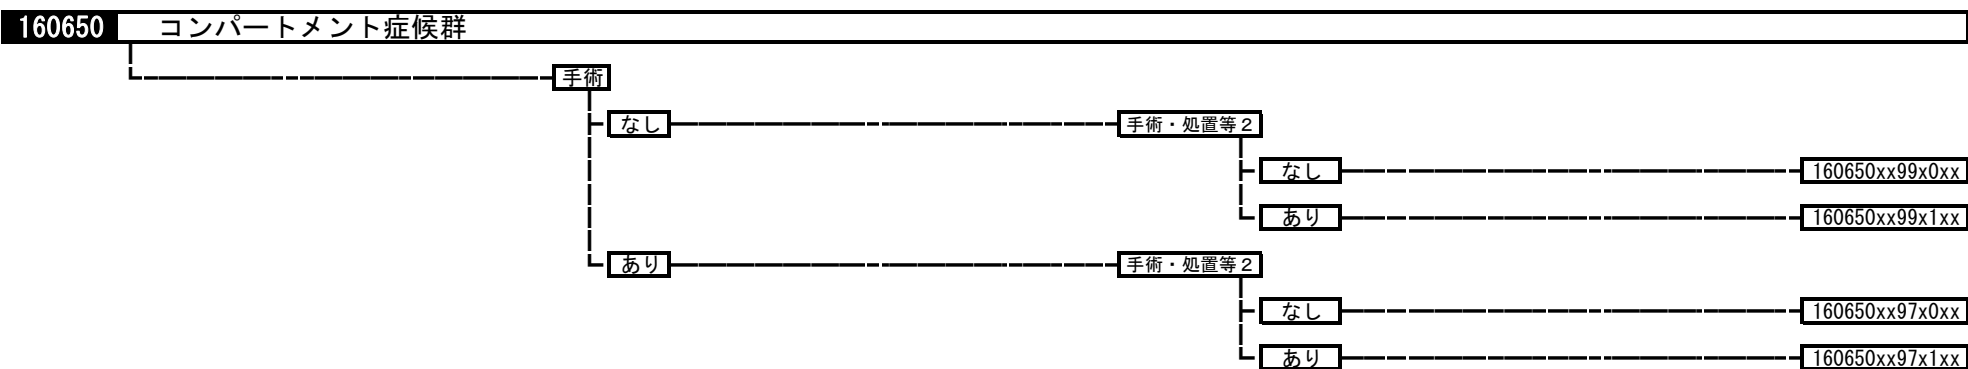 160650 コンパートメント症候群
手術
なし 手術・処置等2
なし 160650xx99x0xx
あり 160650xx99x1xx
あり 手術・処置等2
なし 160650xx97x0xx
あり 160650xx97x1xx